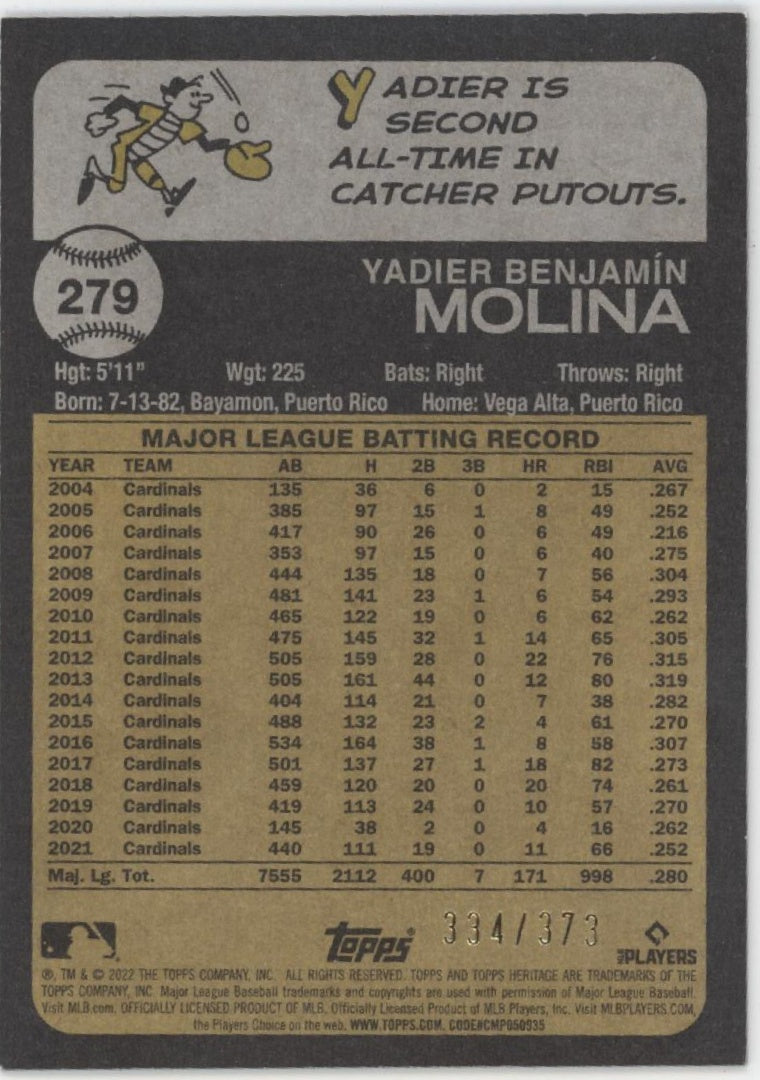 YADIER IS
SECOND
ALL-TIME IN
CATCHER PUTOUTS.
279
YADIER BENJAMÍN
MOLINA
Hgt: 5'11" Wgt: 225 Bats: Right Throws: Right
Born: 7-13-82, Bayamon, Puerto Rico Home: Vega Alta, Puerto Rico
MAJOR LEAGUE BATTING RECORD
YEAR TEAM AB H 2B 3B HR RBI AVG
2004 Cardinals 135 36 6 0 2 15 .267
2005 Cardinals 385 97 15 1 8 49 .252
2006 Cardinals 417 90 26 0 6 49 .216
2007 Cardinals 353 97 15 0 6 40 .275
2008 Cardinals 444 135 18 0 7 56 .304
2009 Cardinals 481 141 23 1 6 54 .293
2010 Cardinals 465 122 19 0 6 62 .262
2011 Cardinals 475 145 32 1 14 65 .305
2012 Cardinals 505 159 28 0 22 76 .315
2013 Cardinals 505 161 44 0 12 80 .319
2014 Cardinals 404 114 21 0 7 38 .282
2015 Cardinals 488 132 23 2 4 61 .270
2016 Cardinals 534 164 38 1 8 58 .307
2017 Cardinals 501 137 27 1 18 82 .273
2018 Cardinals 459 120 20 0 20 74 .261
2019 Cardinals 419 113 24 0 10 57 .270
2020 Cardinals 145 38 2 0 4 16 .262
2021 Cardinals 440 111 19 0 11 66 .252
Maj. Lg. Tot. 7555 2112 400 7 171 998 .280
Topps® 334/373 MLB PLAYERS
®, TM & © 2022 THE TOPPS COMPANY, INC. ALL RIGHTS RESERVED. TOPPS AND TOPPS HERITAGE ARE TRADEMARKS OF THE
TOPPS COMPANY, INC. Major League Baseball trademarks and copyrights are used with permission of Major League Baseball.
Visit MLB.com. OFFICIALLY LICENSED PRODUCT OF MLB Players, Inc. Visit MLBPLAYERS.COM,
the Players Choice on the web. WWW.TOPPS.COM. CODE#CMP050935